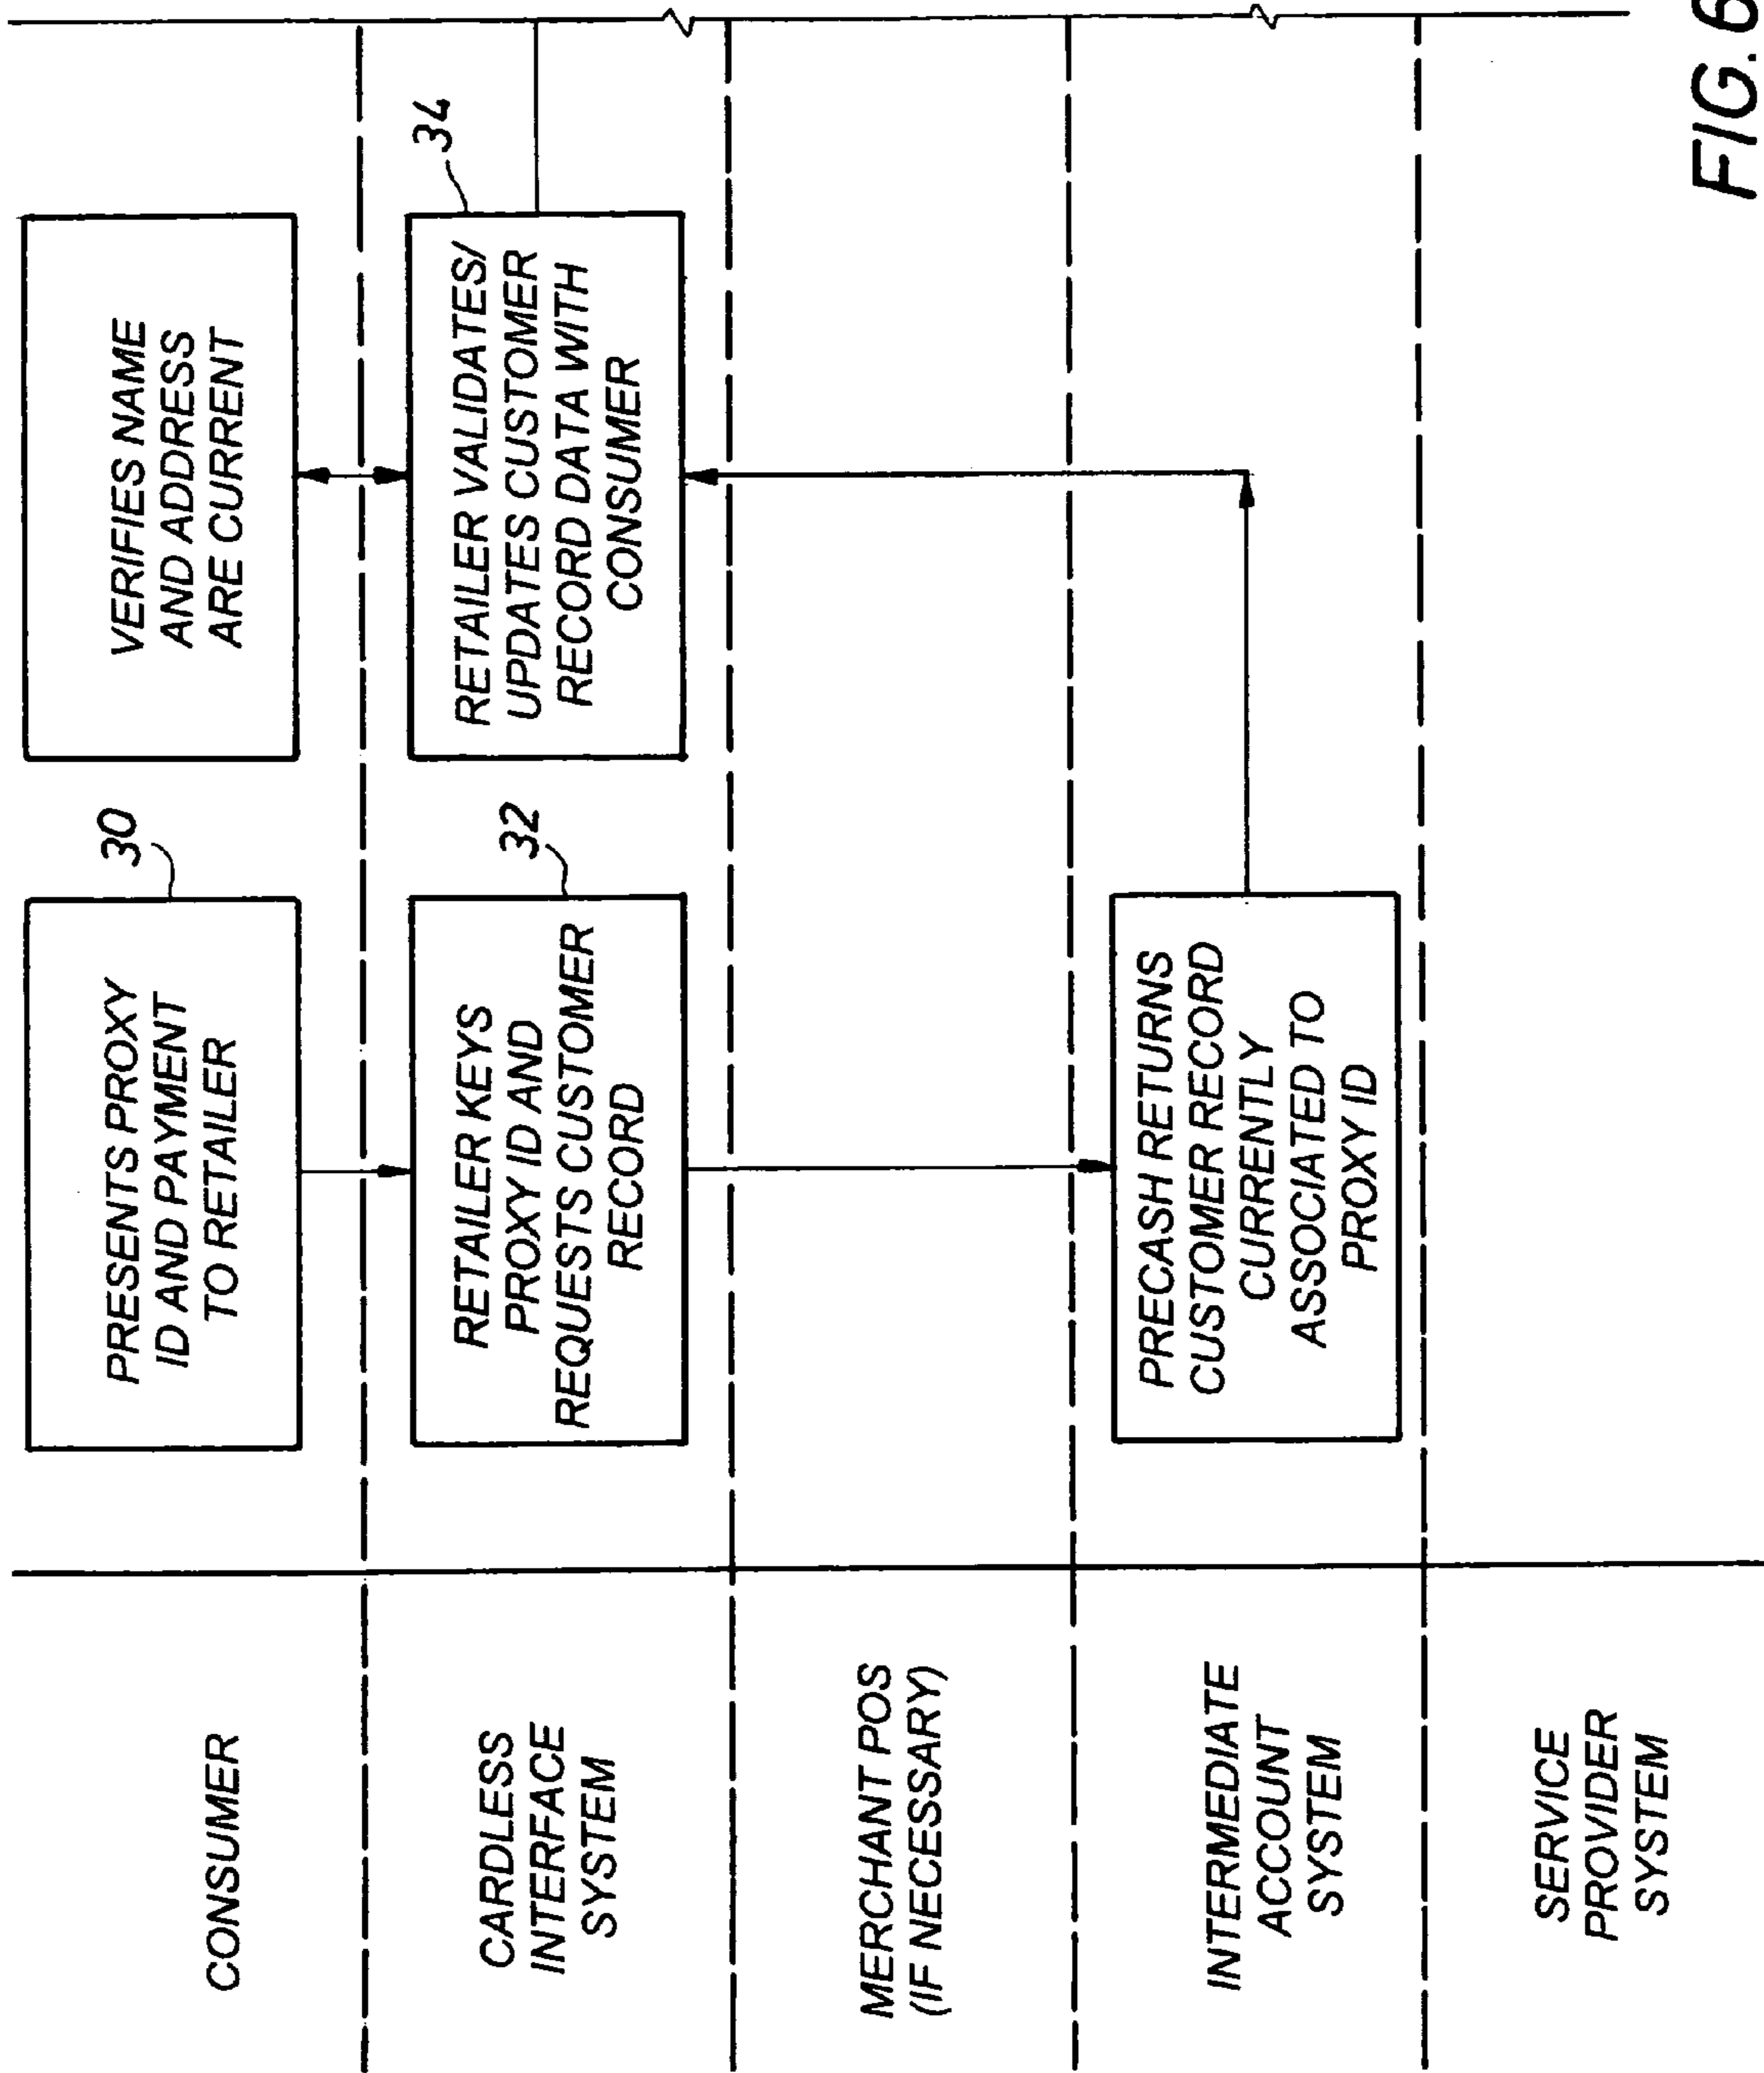 CONSUMER
PRESENTS PROXY
ID AND PAYMENT
TO RETAILER
30
VERIFIES NAME
AND ADDRESS
ARE CURRENT
CARDLESS
INTERFACE
SYSTEM
RETAILER KEYS
PROXY ID AND
REQUESTS CUSTOMER
RECORD
32
RETAILER VALIDATES/
UPDATES CUSTOMER
RECORD DATA WITH
CONSUMER
34
MERCHANT POS
(IF NECESSARY)
INTERMEDIATE
ACCOUNT
SYSTEM
PRECASH RETURNS
CUSTOMER RECORD
CURRENTLY
ASSOCIATED TO
PROXY ID
SERVICE
PROVIDER
SYSTEM
FIG. 6